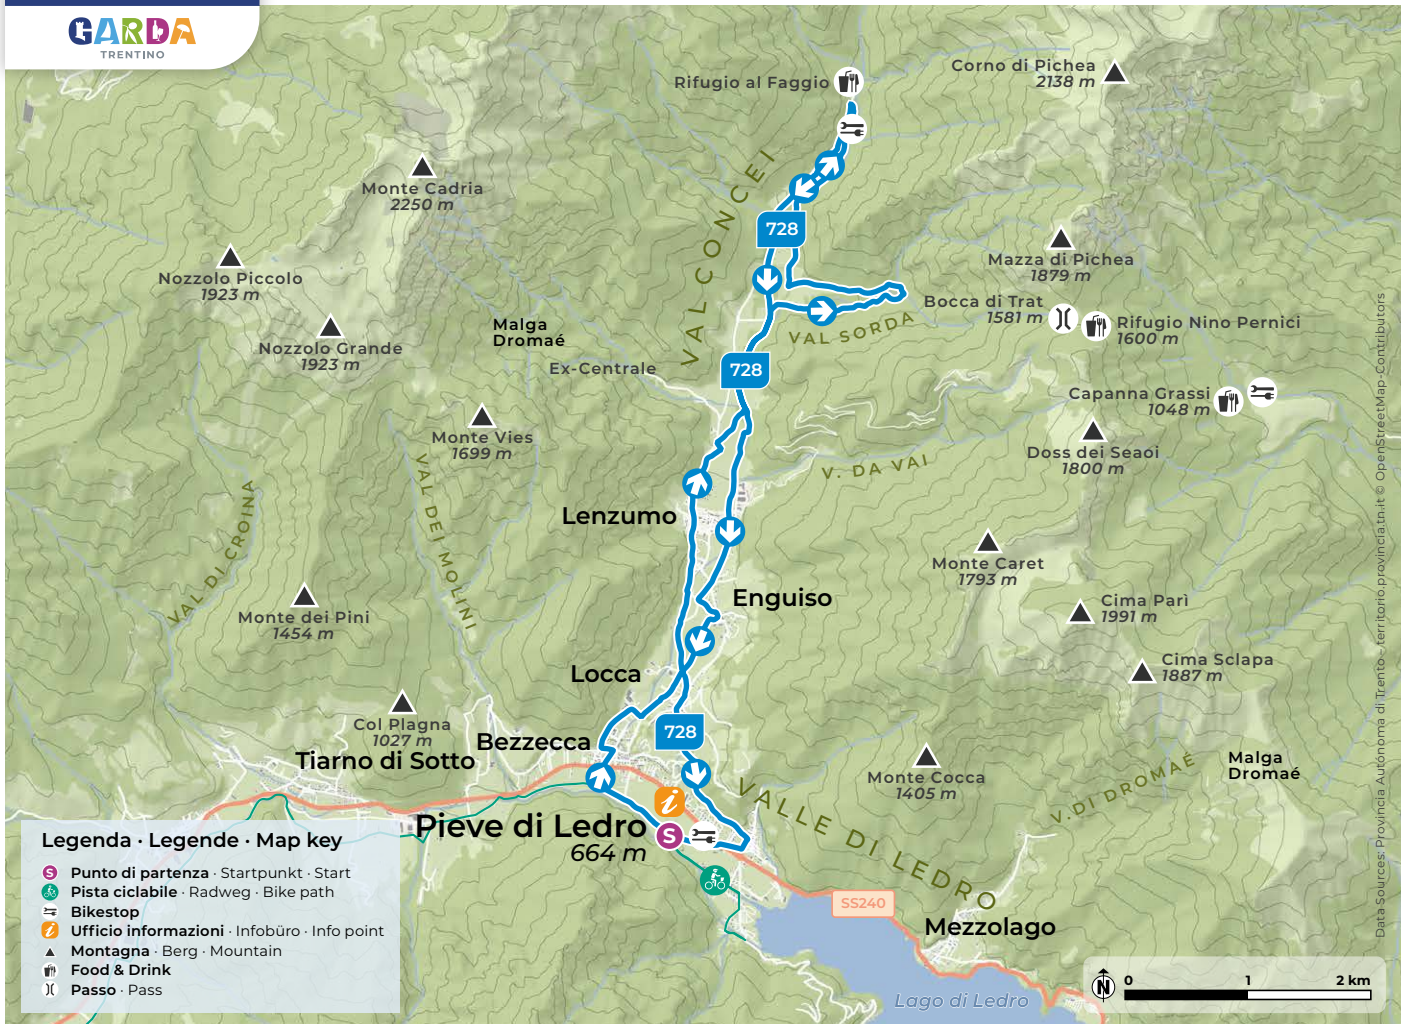 GARDA
TRENTINO
Rifugio al Faggio
Corno di Pichea
2138 m
Monte Cadria
2250 m
VAL CONCEI
728
Nozzolo Piccolo
1923 m
Mazza di Pichea
1879 m
Bocca di Trat
1581 m
Rifugio Nino Pernici
1600 m
VAL SORDA
Malga
Dromaé
Nozzolo Grande
1923 m
Ex-Centrale
728
Capanna Grassi
1048 m
Monte Vies
1699 m
Doss dei Seaoi
1800 m
V. DA VAI
VAL DI CROINA
VAL DEI MOLINI
Lenzumo
Monte Caret
1793 m
Enguiso
Cima Parì
1991 m
Monte dei Pini
1454 m
Locca
Cima Sclapa
1887 m
Col Plagna
1027 m
728
Bezzecca
Tiarno di Sotto
Monte Cocca
1405 m
V. DI DROMAÉ
Malga
Dromaé
VALLE DI LEDRO
i
Pieve di Ledro
664 m
S
SS240
Mezzolago
Lago di Ledro
Legenda · Legende · Map key
S Punto di partenza · Startpunkt · Start
Pista ciclabile · Radweg · Bike path
Bikestop
i Ufficio informazioni · Infobüro · Info point
Montagna · Berg · Mountain
Food & Drink
Passo · Pass
N
0 1 2 km
Data Sources: Provincia Autonoma di Trento - territorio.provincia.tn.it © OpenStreetMap-Contributors